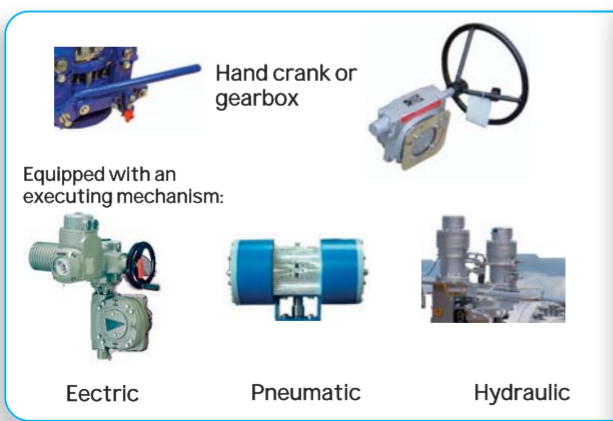 Hand crank or
gearbox
Equipped with an
executing mechanism:
Eectric
Pneumatic
Hydraulic